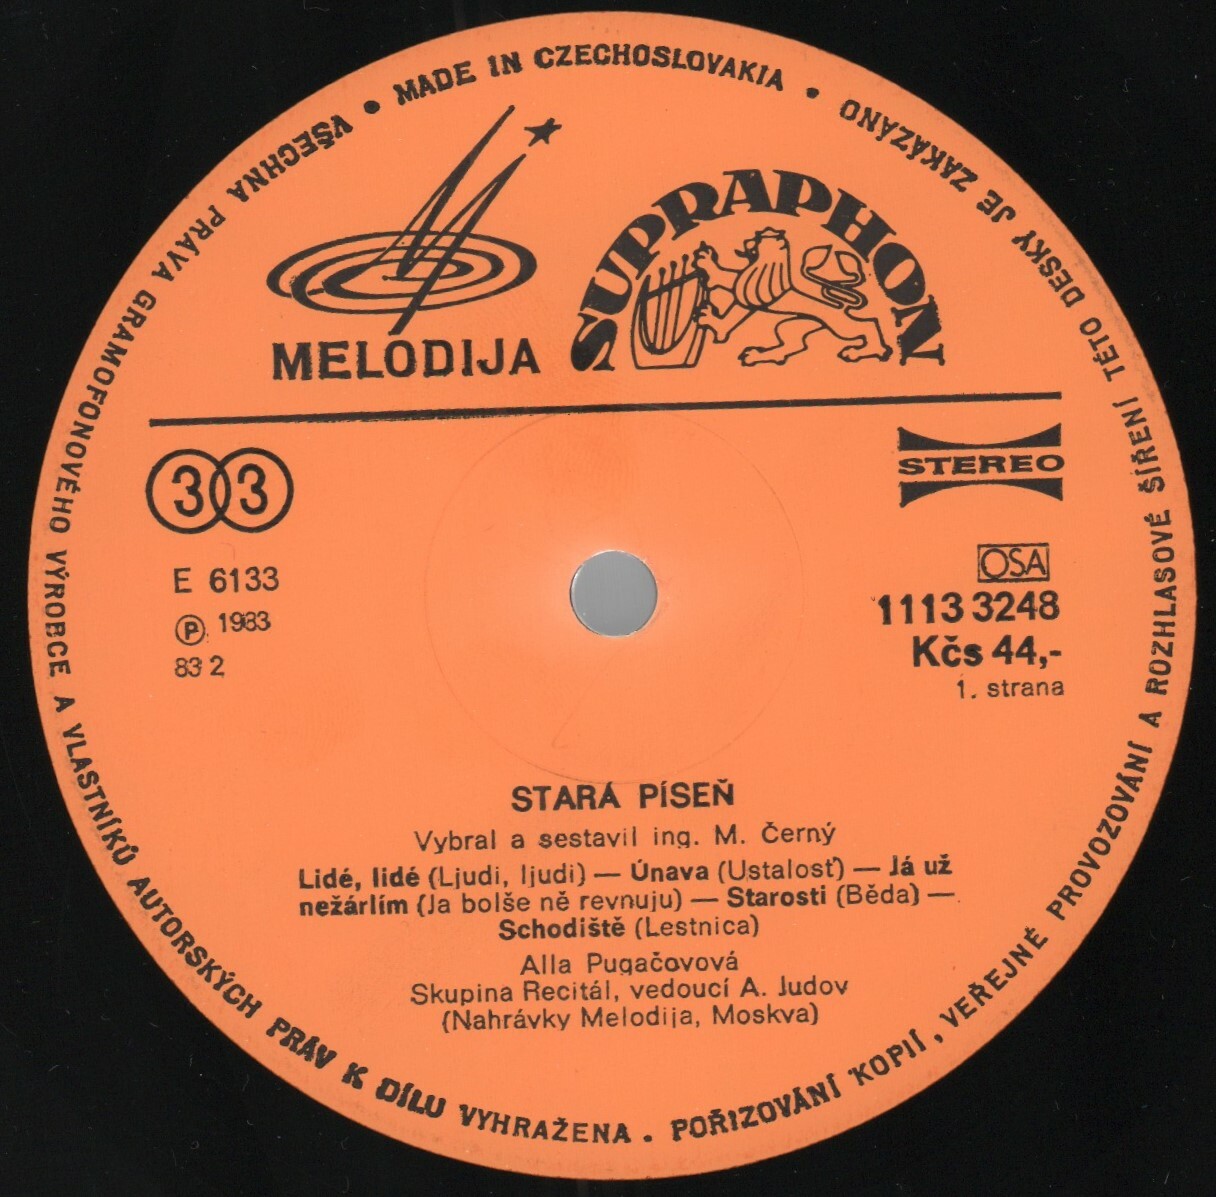 VŠECHNA PRÁVA GRAMOFONOVÉHO VÝROBCE A VLASTNÍKŮ AUTORSKÝCH PRÁV K DÍLU VYHRAŽENA . POŘIZOVÁNÍ KOPIÍ, VEŘEJNÉ PROVOZOVÁNÍ A ROZHLASOVÉ ŠÍŘENÍ TÉTO DESKY JE ZAKÁZÁNO • MADE IN CZECHOSLOVAKIA •
MELODIJA
SUPRAPHON
33
STEREO
E 6133
Ⓟ 1983
83 2
OSA
1113 3248
Kčs 44,-
1. strana
STARÁ PÍSEŇ
Vybral a sestavil ing. M. Černý
Lidé, lidé (Ljudi, ljudi) — Únava (Ustalosť) — Já už
nežárlím (Ja bolše ně revnuju) — Starosti (Běda) —
Schodiště (Lestnica)
Alla Pugačovová
Skupina Recitál, vedoucí A. Judov
(Nahrávky Melodija, Moskva)